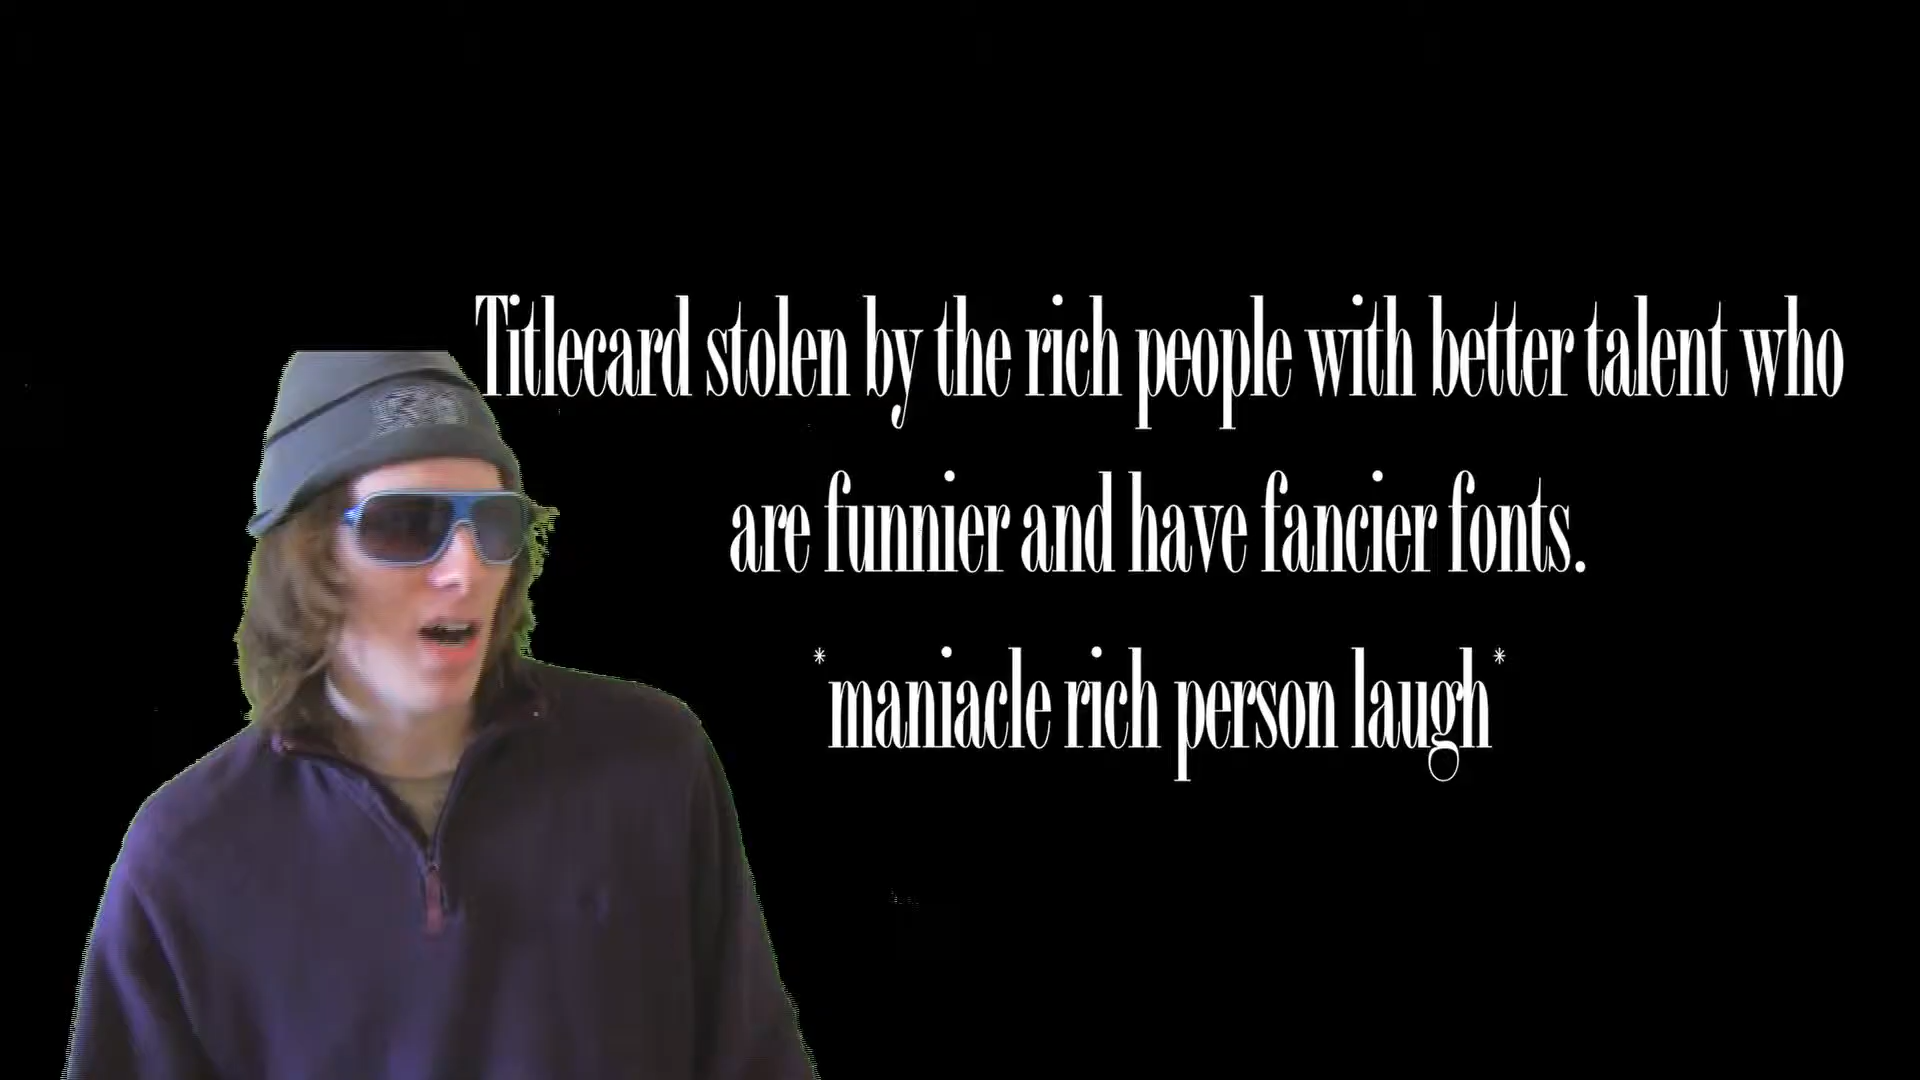 Titlecard stolen by the rich people with better talent who
are funnier and have fancier fonts.
*maniacle rich person laugh*